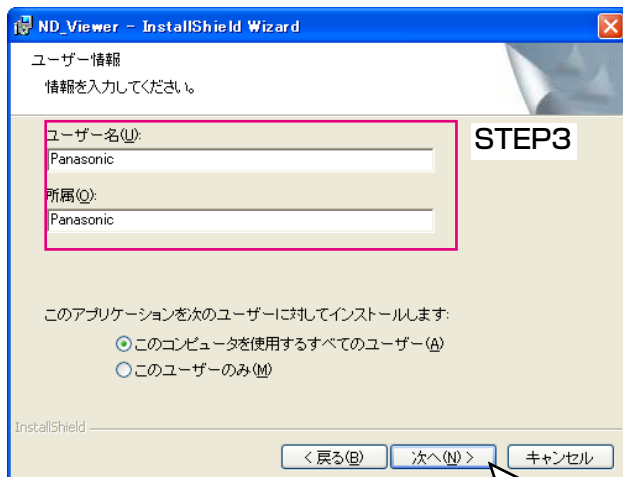 ND_Viewer - InstallShield Wizard
ユーザー情報
情報を入力してください。
ユーザー名(U):
Panasonic
STEP3
所属(O):
Panasonic
このアプリケーションを次のユーザーに対してインストールします:
このコンピュータを使用するすべてのユーザー(A)
このユーザーのみ(M)
InstallShield
< 戻る(B) 次へ(N) > キャンセル